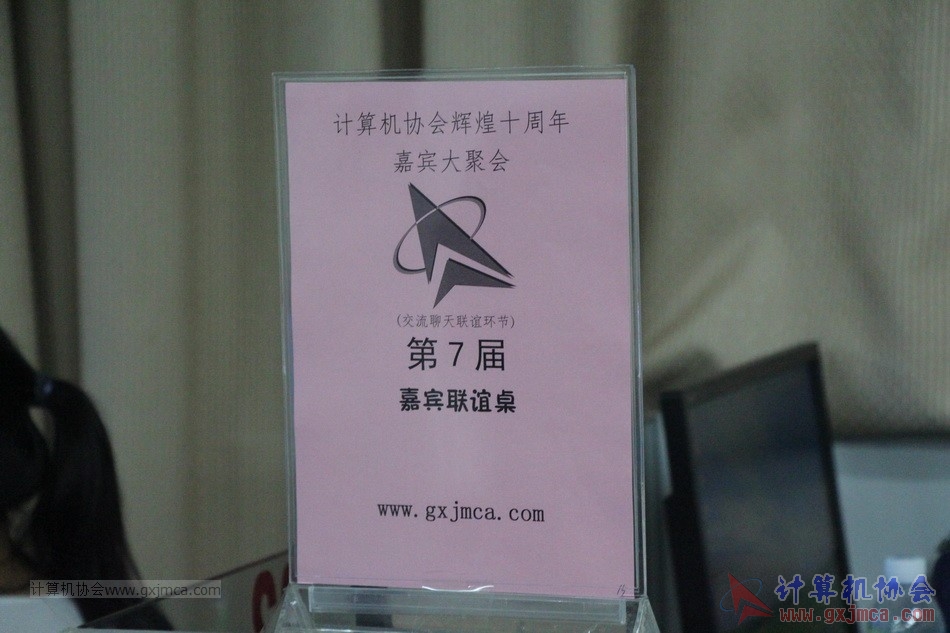 计算机协会辉煌十周年
嘉宾大聚会
(交流聊天联谊环节)
第7届
嘉宾联谊桌
www.gxjmca.com
计算机协会www.gxjmca.com
计算机协会
www.gxjmca.com